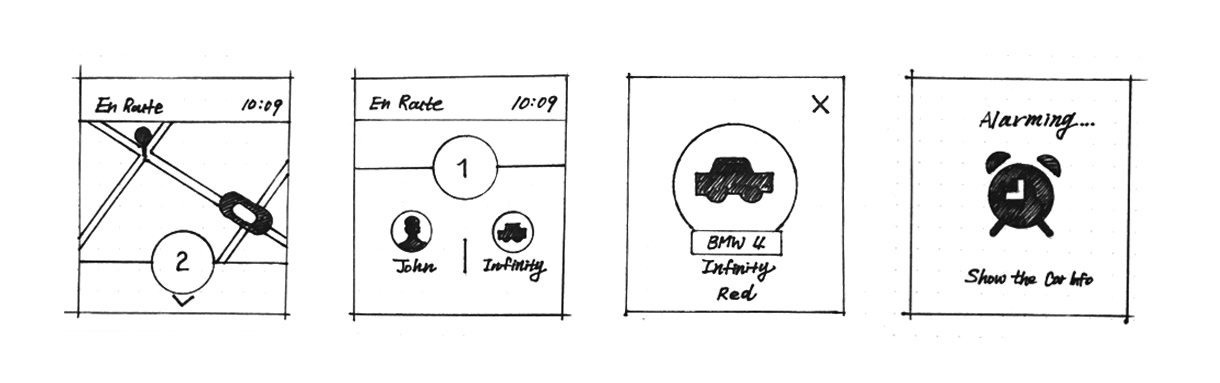 En Route 10:09
2
En Route 10:09
1
John Infinity
X
BMW 4
Infinity
Red
Alarming...
Show the Car Info